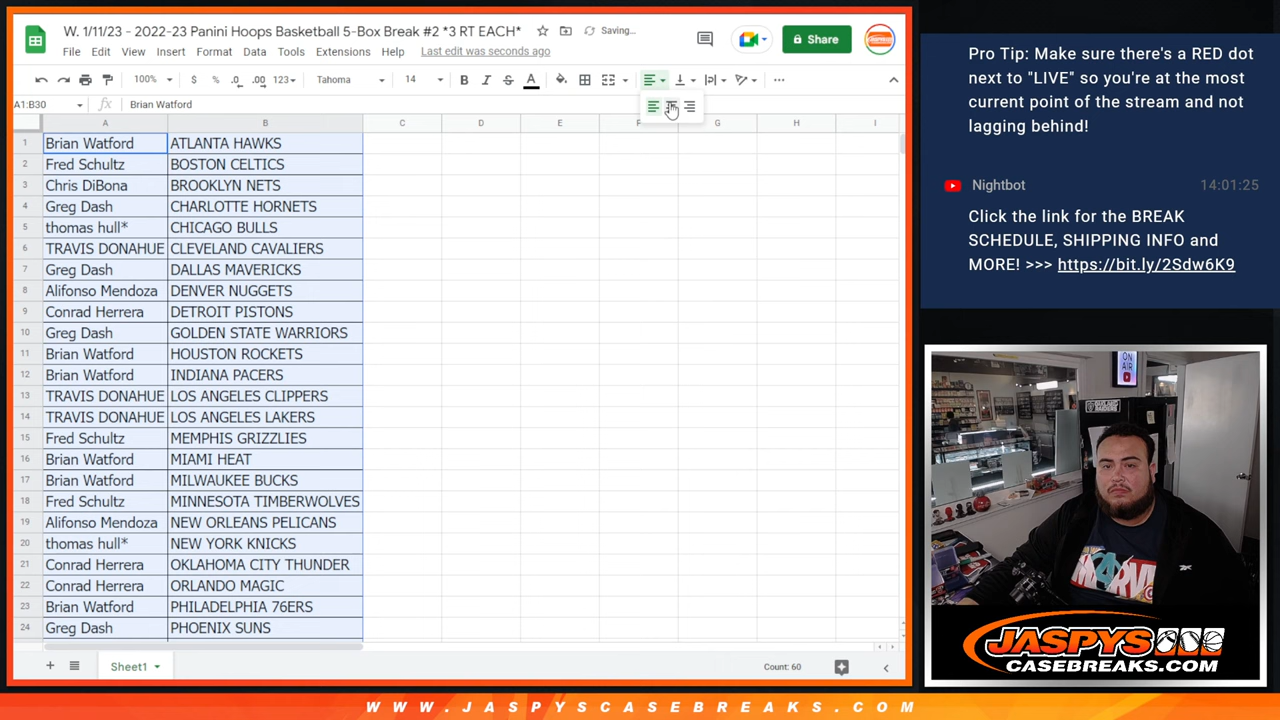 W. 1/11/23 - 2022-23 Panini Hoops Basketball 5-Box Break #2 *3 RT EACH*
Saving...
Share
JASPYS
File Edit View Insert Format Data Tools Extensions Help Last edit was seconds ago
100% $ % .0 .00 123 Tahoma 14 B I S A
A1:B30 fx Brian Watford
A B C D E F G H I
1 Brian Watford ATLANTA HAWKS
2 Fred Schultz BOSTON CELTICS
3 Chris DiBona BROOKLYN NETS
4 Greg Dash CHARLOTTE HORNETS
5 thomas hull* CHICAGO BULLS
6 TRAVIS DONAHUE CLEVELAND CAVALIERS
7 Greg Dash DALLAS MAVERICKS
8 Alifonso Mendoza DENVER NUGGETS
9 Conrad Herrera DETROIT PISTONS
10 Greg Dash GOLDEN STATE WARRIORS
11 Brian Watford HOUSTON ROCKETS
12 Brian Watford INDIANA PACERS
13 TRAVIS DONAHUE LOS ANGELES CLIPPERS
14 TRAVIS DONAHUE LOS ANGELES LAKERS
15 Fred Schultz MEMPHIS GRIZZLIES
16 Brian Watford MIAMI HEAT
17 Brian Watford MILWAUKEE BUCKS
18 Fred Schultz MINNESOTA TIMBERWOLVES
19 Alifonso Mendoza NEW ORLEANS PELICANS
20 thomas hull* NEW YORK KNICKS
21 Conrad Herrera OKLAHOMA CITY THUNDER
22 Conrad Herrera ORLANDO MAGIC
23 Brian Watford PHILADELPHIA 76ERS
24 Greg Dash PHOENIX SUNS
Sheet1
Count: 60
Pro Tip: Make sure there's a RED dot
next to "LIVE" so you're at the most
current point of the stream and not
lagging behind!
Nightbot 14:01:25
Click the link for the BREAK
SCHEDULE, SHIPPING INFO and
MORE! >>> https://bit.ly/2Sdw6K9
ON
AIR
MARVEL
JASPYS
CASEBREAKS.COM
WWW.JASPYSCASEBREAKS.COM